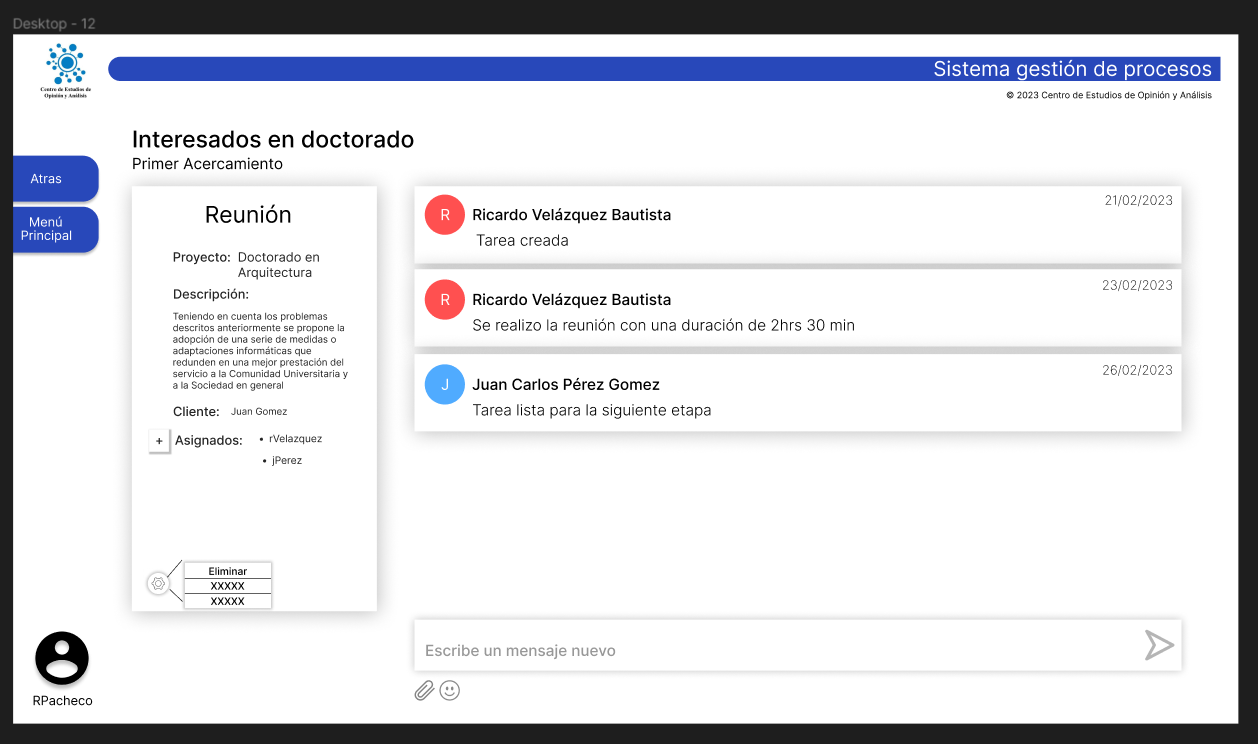 Desktop - 12
Centro de Estudios de
Opinión y Análisis
Sistema gestión de procesos
© 2023 Centro de Estudios de Opinión y Análisis
Interesados en doctorado
Primer Acercamiento
Atras
Menú
Principal
Reunión
Proyecto: Doctorado en
Arquitectura
Descripción:
Teniendo en cuenta los problemas
descritos anteriormente se propone la
adopción de una serie de medidas o
adaptaciones informáticas que
redunden en una mejor prestación del
servicio a la Comunidad Universitaria y
a la Sociedad en general
Cliente: Juan Gomez
+ Asignados: • rVelazquez
• jPerez
Eliminar
XXXXX
XXXXX
RPacheco
21/02/2023
R Ricardo Velázquez Bautista
Tarea creada
23/02/2023
R Ricardo Velázquez Bautista
Se realizo la reunión con una duración de 2hrs 30 min
26/02/2023
J Juan Carlos Pérez Gomez
Tarea lista para la siguiente etapa
Escribe un mensaje nuevo